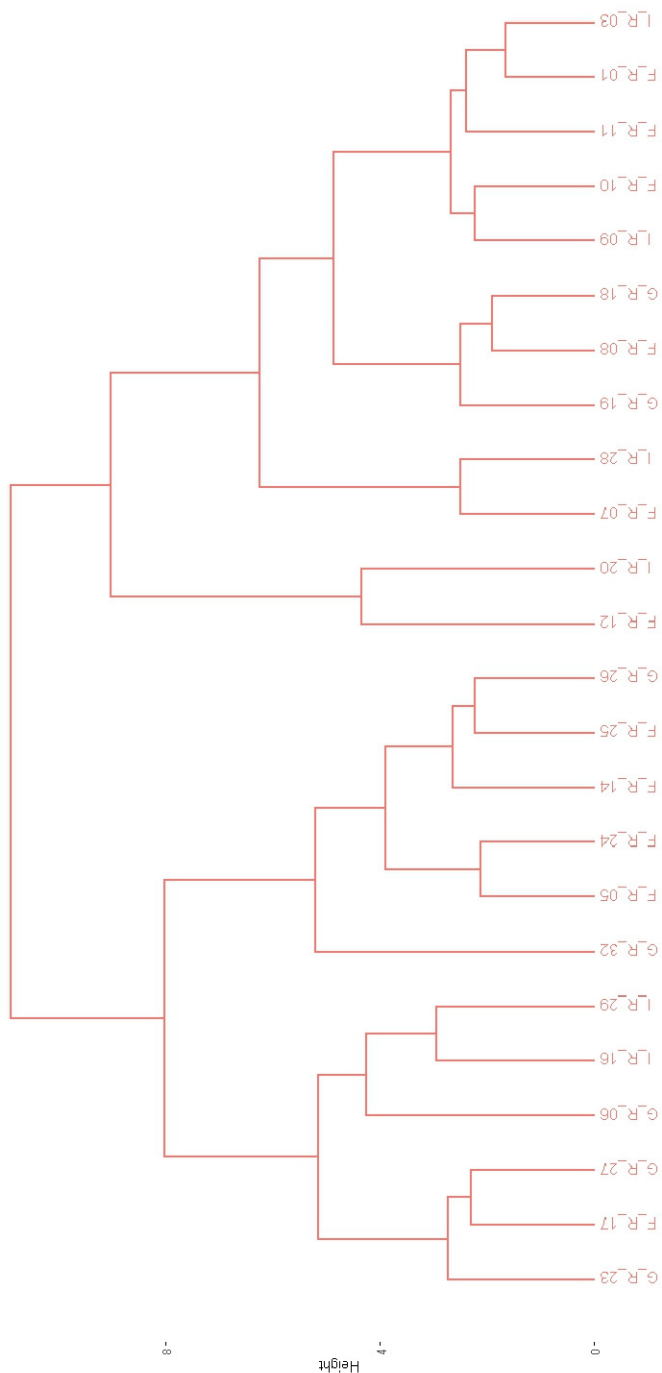 I_R_03
F_R_01
F_R_11
F_R_10
I_R_09
G_R_18
F_R_08
G_R_19
I_R_28
F_R_07
I_R_20
F_R_12
G_R_26
F_R_25
F_R_14
F_R_24
F_R_05
G_R_32
I_R_29
I_R_16
G_R_06
G_R_27
F_R_17
G_R_23
8
4
0
Height